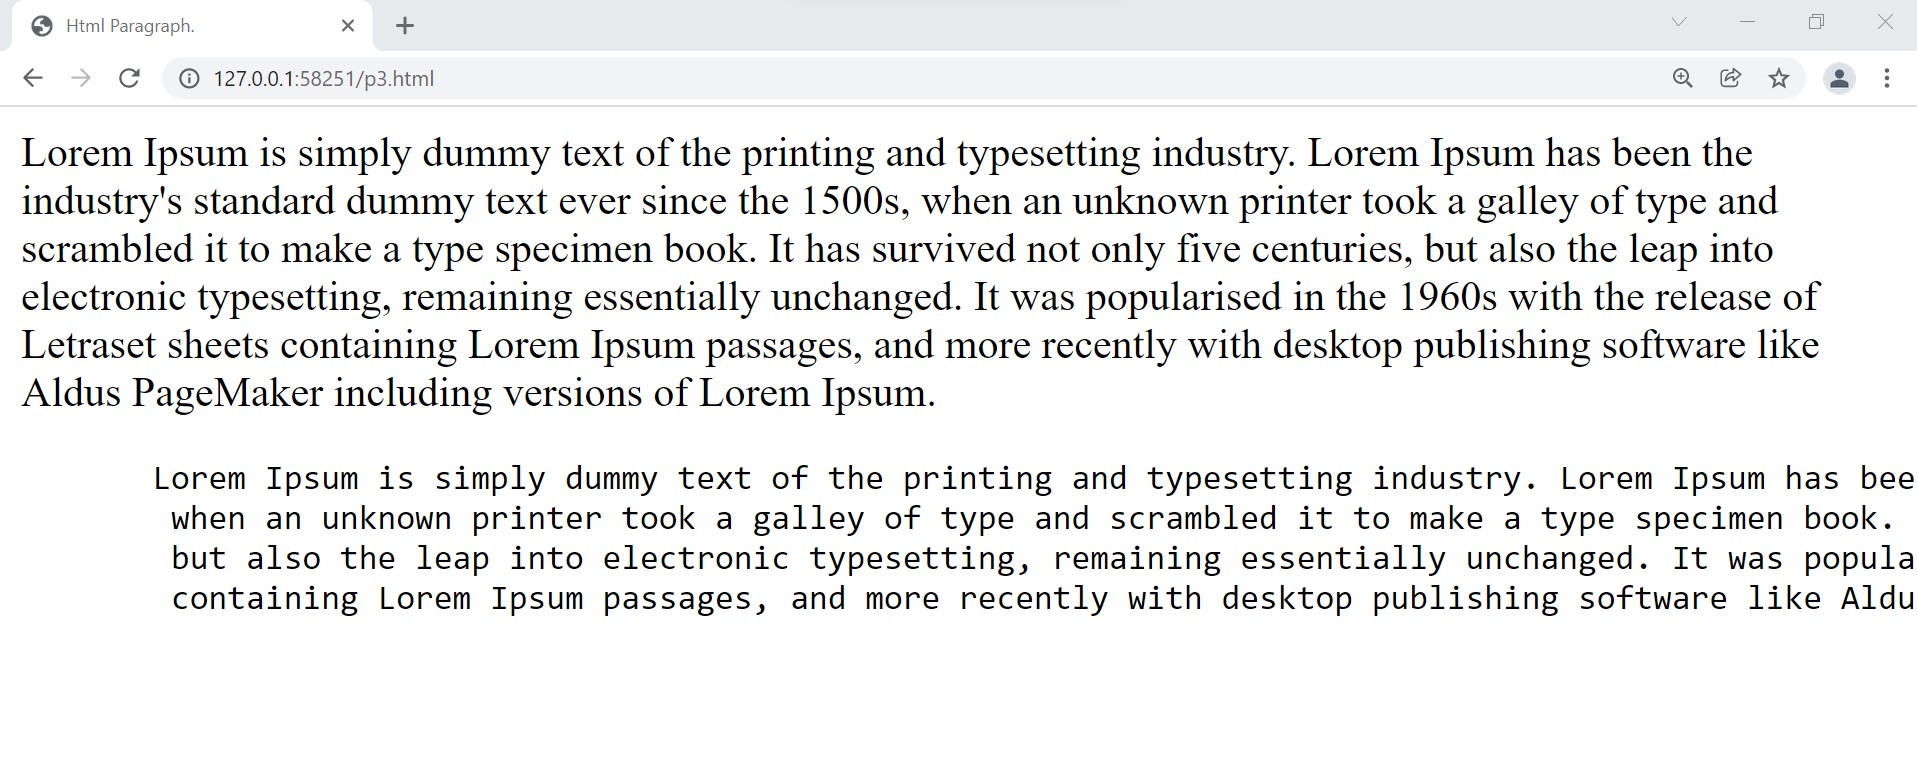 Html Paragraph.
127.0.0.1:58251/p3.html
Lorem Ipsum is simply dummy text of the printing and typesetting industry. Lorem Ipsum has been the
industry's standard dummy text ever since the 1500s, when an unknown printer took a galley of type and
scrambled it to make a type specimen book. It has survived not only five centuries, but also the leap into
electronic typesetting, remaining essentially unchanged. It was popularised in the 1960s with the release of
Letraset sheets containing Lorem Ipsum passages, and more recently with desktop publishing software like
Aldus PageMaker including versions of Lorem Ipsum.
Lorem Ipsum is simply dummy text of the printing and typesetting industry. Lorem Ipsum has bee
when an unknown printer took a galley of type and scrambled it to make a type specimen book.
but also the leap into electronic typesetting, remaining essentially unchanged. It was popula
containing Lorem Ipsum passages, and more recently with desktop publishing software like Aldu